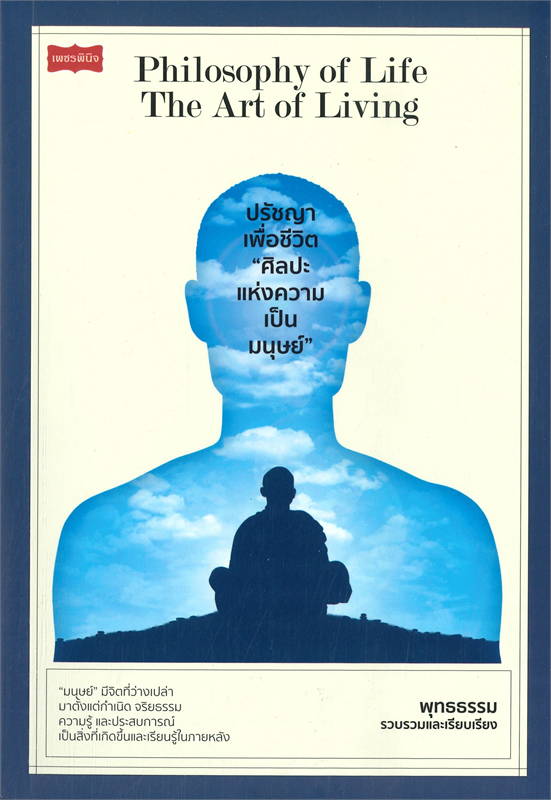 เพชรพินิจ
Philosophy of Life
The Art of Living
ปรัชญา
เพื่อชีวิต
“ศิลปะ
แห่งความ
เป็น
มนุษย์”
“มนุษย์” มีจิตที่ว่างเปล่า
มาตั้งแต่กำเนิด จริยธรรม
ความรู้ และประสบการณ์
เป็นสิ่งที่เกิดขึ้นและเรียนรู้ในภายหลัง
พุทธธรรม
รวบรวมและเรียบเรียง